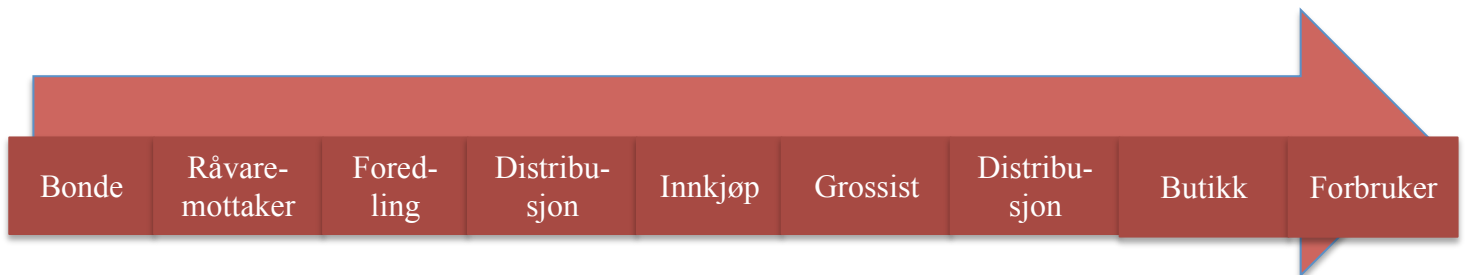 Bonde
Råvare-
mottaker
Fored-
ling
Distribu-
sjon
Innkjøp
Grossist
Distribu-
sjon
Butikk
Forbruker